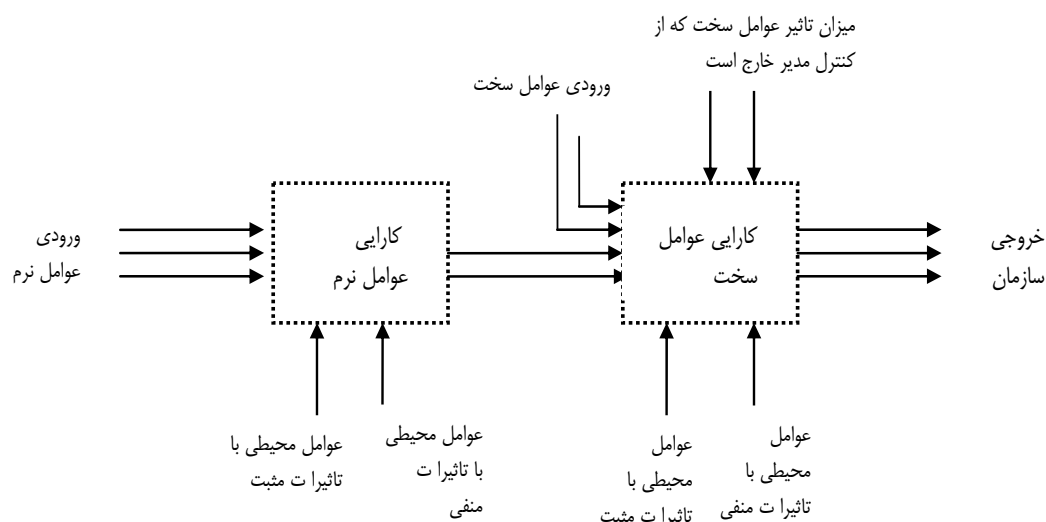 میزان تاثیر عوامل سخت که از
کنترل مدیر خارج است
ورودی عوامل سخت
ورودی
عوامل نرم
کارایی
عوامل نرم
کارایی عوامل
سخت
خروجی
سازمان
عوامل محیطی با
تاثیرا ت مثبت
عوامل محیطی
با تاثیرا ت
منفی
عوامل
محیطی با
تاثیرا ت مثبت
عوامل
محیطی با
تاثیرا ت منفی